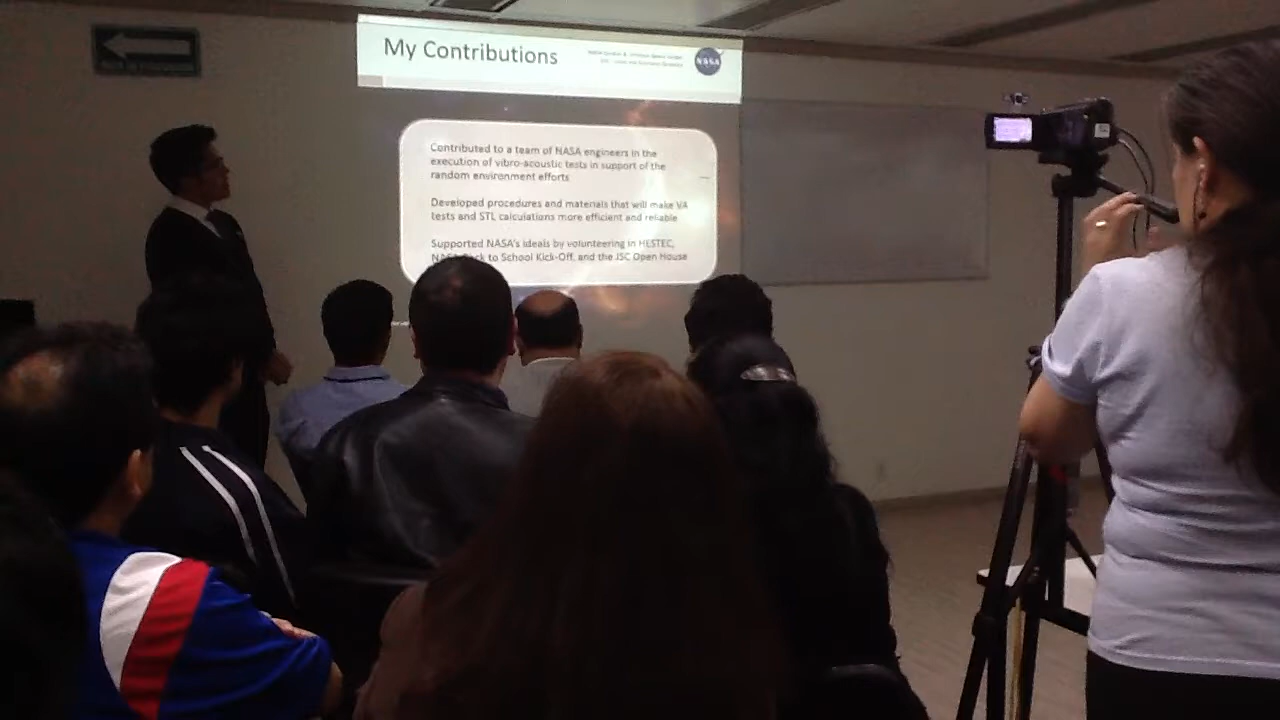 My Contributions
NASA
Contributed to a team of NASA engineers in the
execution of vibro-acoustic tests in support of the
random environment efforts
Developed procedures and materials that will make VA
tests and STL calculations more efficient and reliable
Supported NASA's ideals by volunteering in HESTEC,
to School Kick-Off, and the JSC Open House